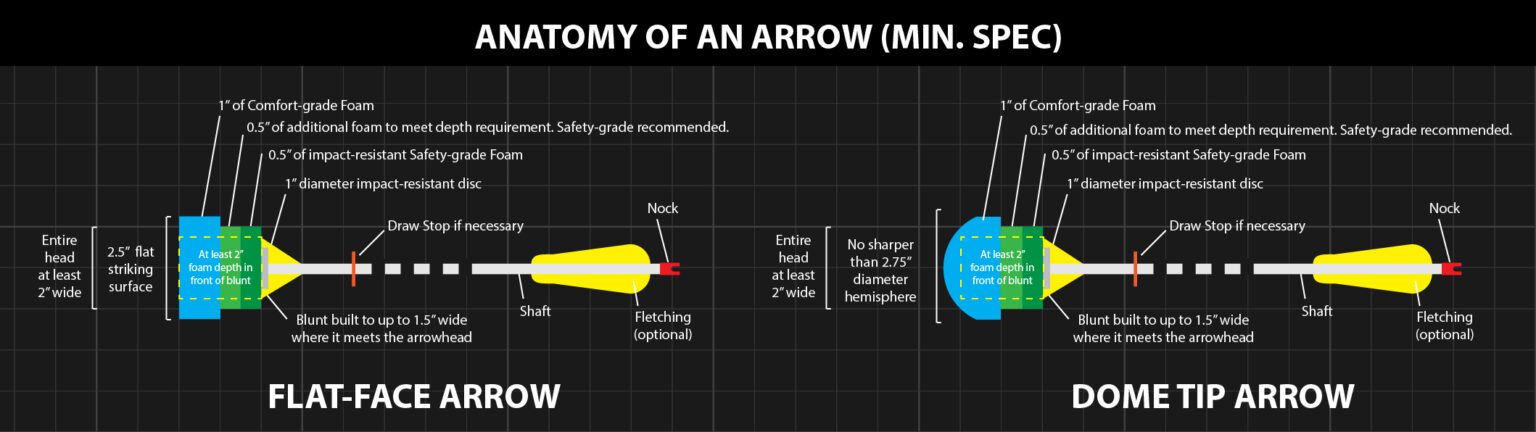 ANATOMY OF AN ARROW (MIN. SPEC)
1” of Comfort-grade Foam
0.5” of additional foam to meet depth requirement. Safety-grade recommended.
0.5” of impact-resistant Safety-grade Foam
1” diameter impact-resistant disc
Draw Stop if necessary
Nock
Entire
head
at least
2” wide
2.5” flat
striking
surface
At least 2”
foam depth in
front of blunt
Blunt built to up to 1.5” wide
where it meets the arrowhead
Shaft
Fletching
(optional)
FLAT-FACE ARROW
1” of Comfort-grade Foam
0.5” of additional foam to meet depth requirement. Safety-grade recommended.
0.5” of impact-resistant Safety-grade Foam
1” diameter impact-resistant disc
Draw Stop if necessary
Nock
Entire
head
at least
2” wide
No sharper
than 2.75”
diameter
hemisphere
At least 2”
foam depth in
front of blunt
Blunt built to up to 1.5” wide
where it meets the arrowhead
Shaft
Fletching
(optional)
DOME TIP ARROW